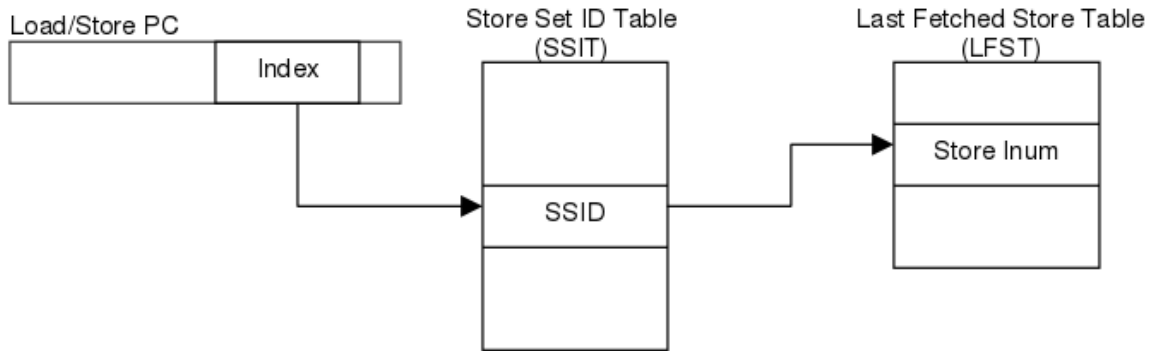 Load/Store PC
Index
Store Set ID Table
(SSIT)
SSID
Last Fetched Store Table
(LFST)
Store Inum